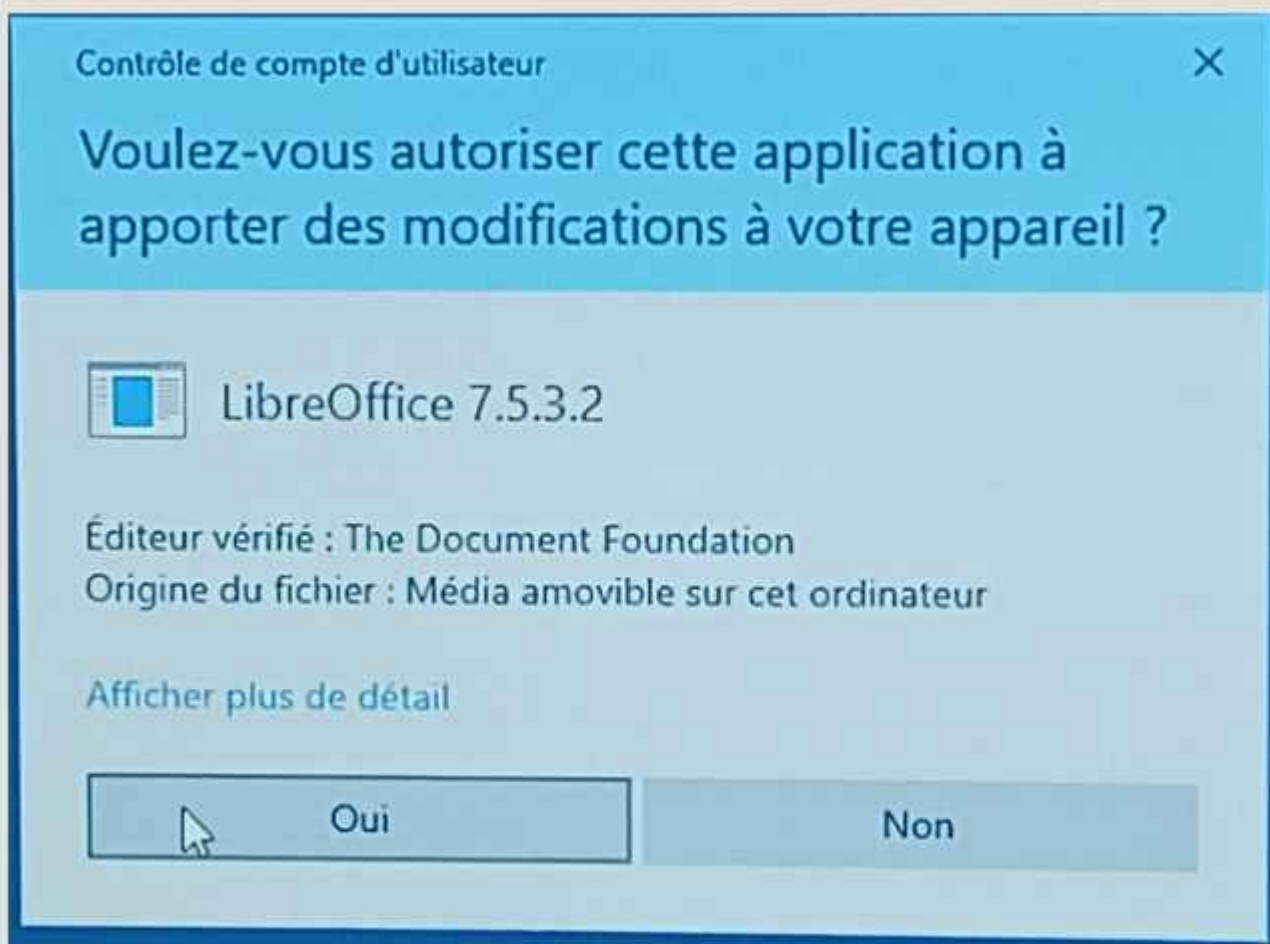 Contrôle de compte d'utilisateur
Voulez-vous autoriser cette application à
apporter des modifications à votre appareil ?
LibreOffice 7.5.3.2
Éditeur vérifié : The Document Foundation
Origine du fichier : Média amovible sur cet ordinateur
Afficher plus de détail
Oui
Non